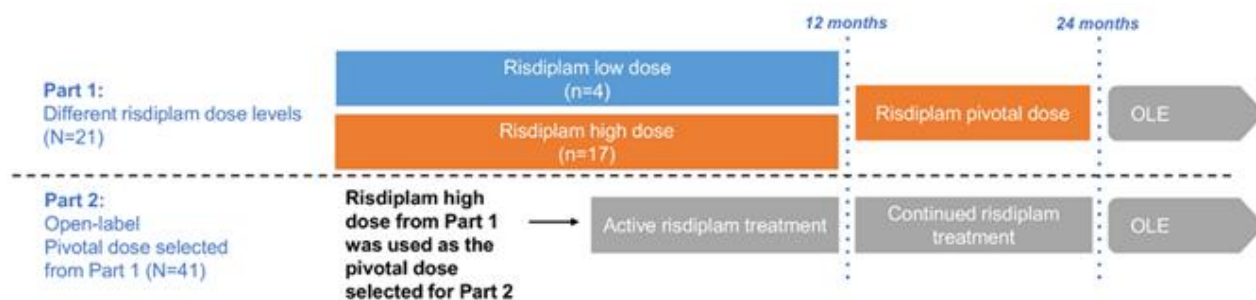 12 months
24 months
Part 1:
Different risdiplam dose levels
(N=21)
Risdiplam low dose
(n=4)
Risdiplam high dose
(n=17)
Risdiplam pivotal dose
OLE
Part 2:
Open-label
Pivotal dose selected
from Part 1 (N=41)
Risdiplam high
dose from Part 1
was used as the
pivotal dose
selected for Part 2
Active risdiplam treatment
Continued risdiplam
treatment
OLE